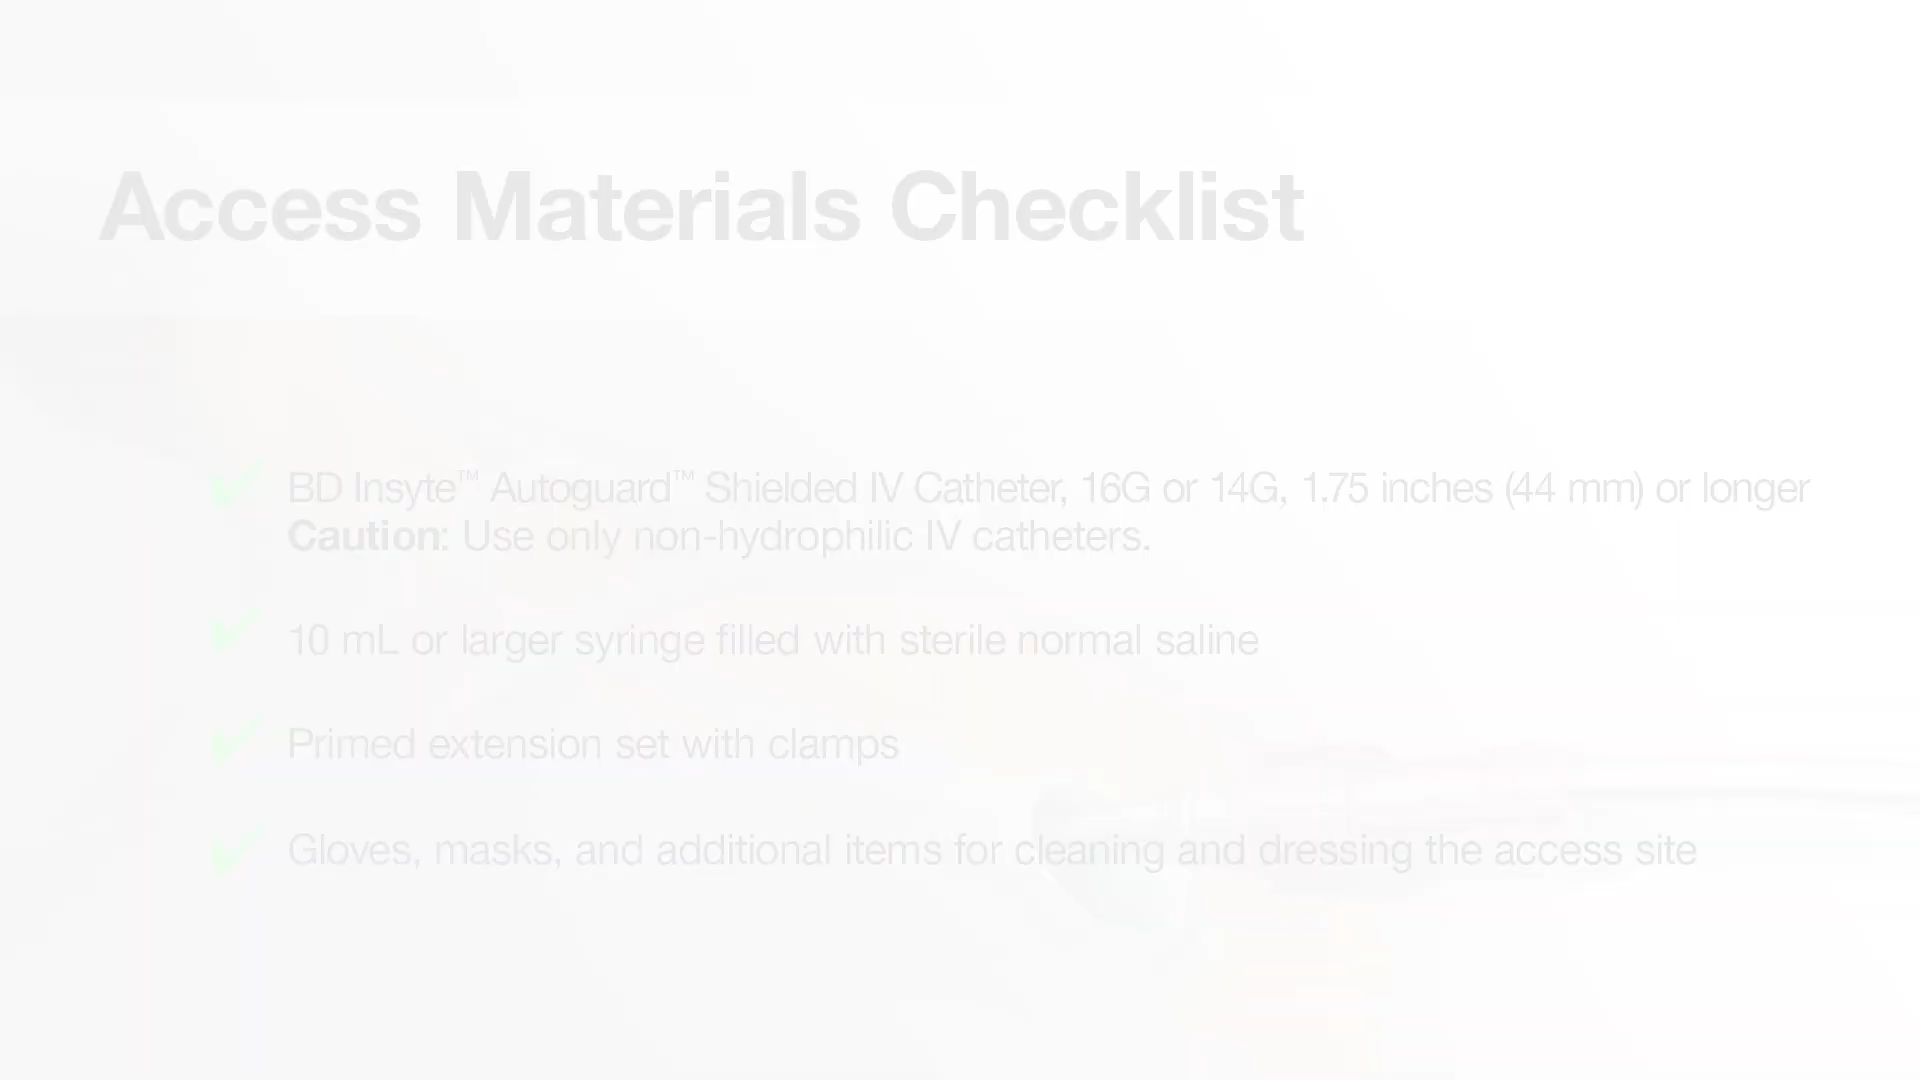 Access Materials Checklist
✔ BD Insyte™ Autoguard™ Shielded IV Catheter, 16G or 14G, 1.75 inches (44 mm) or longer
Caution: Use only non-hydrophilic IV catheters.
✔ 10 mL or larger syringe filled with sterile normal saline
✔ Primed extension set with clamps
✔ Gloves, masks, and additional items for cleaning and dressing the access site